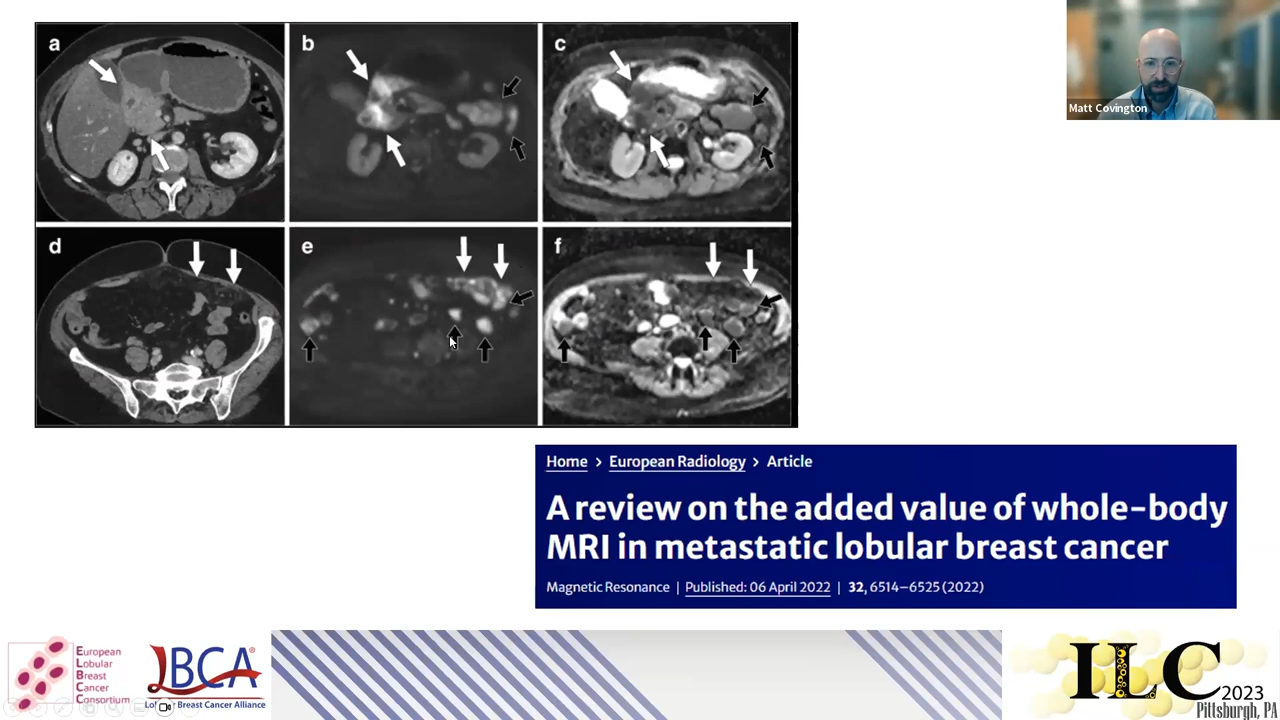 a
b
c
d
e
f
Matt Covington
Home > European Radiology > Article
A review on the added value of whole-body
MRI in metastatic lobular breast cancer
Magnetic Resonance | Published: 06 April 2022 | 32, 6514–6525 (2022)
European
Lobular
Breast
Cancer
Consortium
LBCA
Breast Cancer Alliance
ILC
2023
Pittsburgh, PA